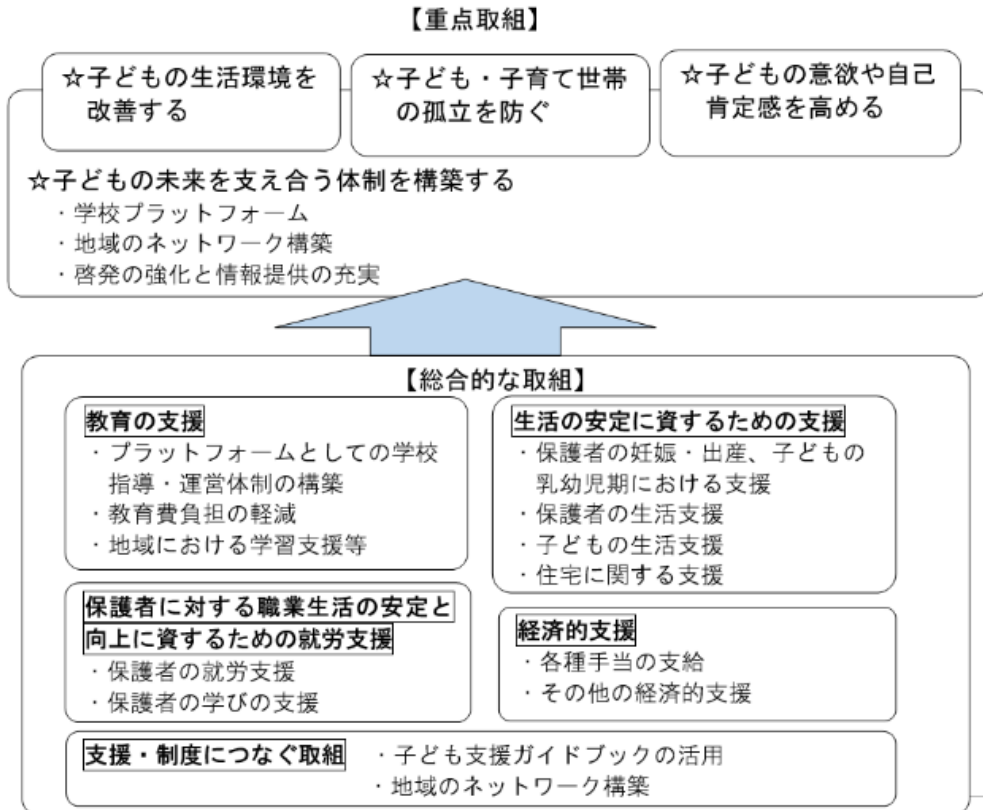 【重点取組】
☆子どもの生活環境を
改善する
☆子ども・子育て世帯
の孤立を防ぐ
☆子どもの意欲や自己
肯定感を高める
☆子どもの未来を支え合う体制を構築する
・学校プラットフォーム
・地域のネットワーク構築
・啓発の強化と情報提供の充実
【総合的な取組】
教育の支援
・プラットフォームとしての学校
指導・運営体制の構築
・教育費負担の軽減
・地域における学習支援等
生活の安定に資するための支援
・保護者の妊娠・出産、子どもの
乳幼児期における支援
・保護者の生活支援
・子どもの生活支援
・住宅に関する支援
保護者に対する職業生活の安定と
向上に資するための就労支援
・保護者の就労支援
・保護者の学びの支援
経済的支援
・各種手当の支給
・その他の経済的支援
支援・制度につなぐ取組
・子ども支援ガイドブックの活用
・地域のネットワーク構築